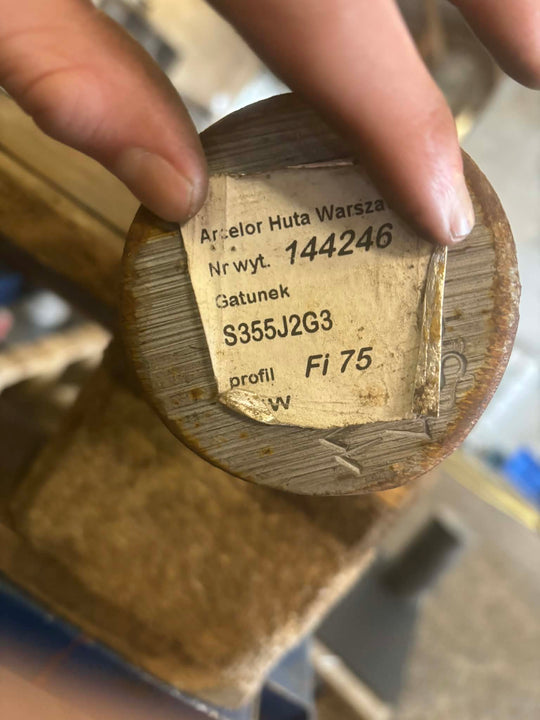 Arcelor Huta Warsza
Nr wyt. 144246
Gatunek
S355J2G3
profil Fi 75
W